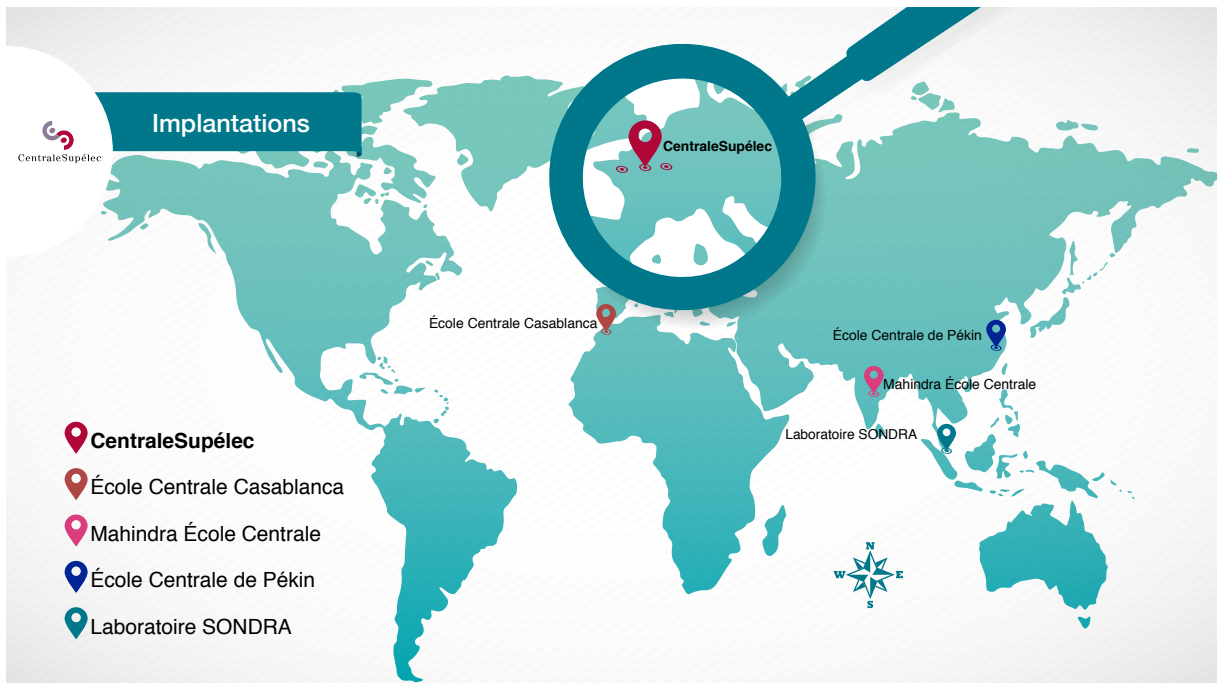 Implantations
CentraleSupélec
CentraleSupélec
École Centrale Casablanca
École Centrale de Pékin
Mahindra École Centrale
Laboratoire SONDRA
CentraleSupélec
École Centrale Casablanca
Mahindra École Centrale
École Centrale de Pékin
Laboratoire SONDRA
N
W E
S